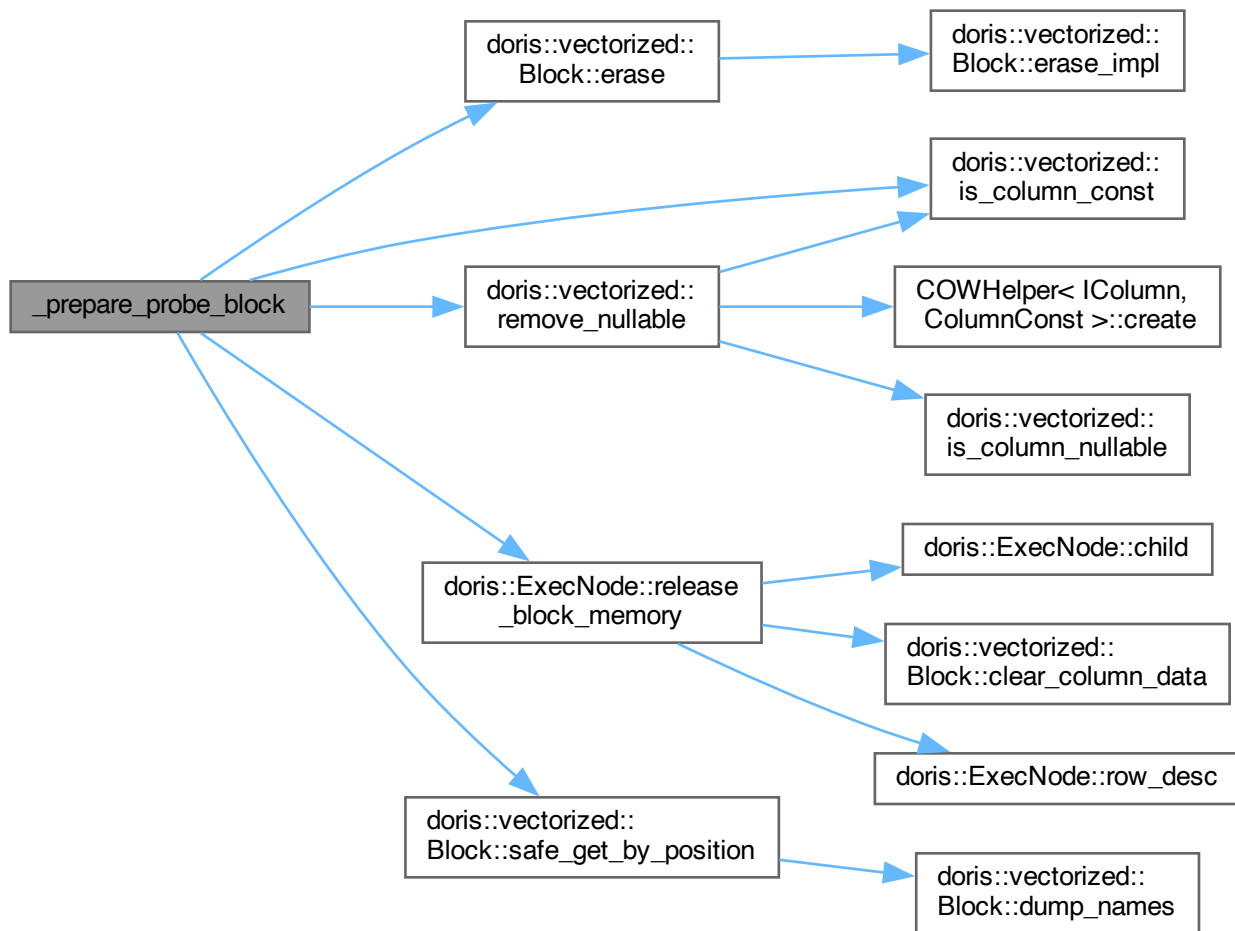 doris::vectorized::
Block::erase
doris::vectorized::
Block::erase_impl
doris::vectorized::
is_column_const
_prepare_probe_block
doris::vectorized::
remove_nullable
COWHelper< IColumn,
ColumnConst >::create
doris::vectorized::
is_column_nullable
doris::ExecNode::release
_block_memory
doris::ExecNode::child
doris::vectorized::
Block::clear_column_data
doris::ExecNode::row_desc
doris::vectorized::
Block::safe_get_by_position
doris::vectorized::
Block::dump_names